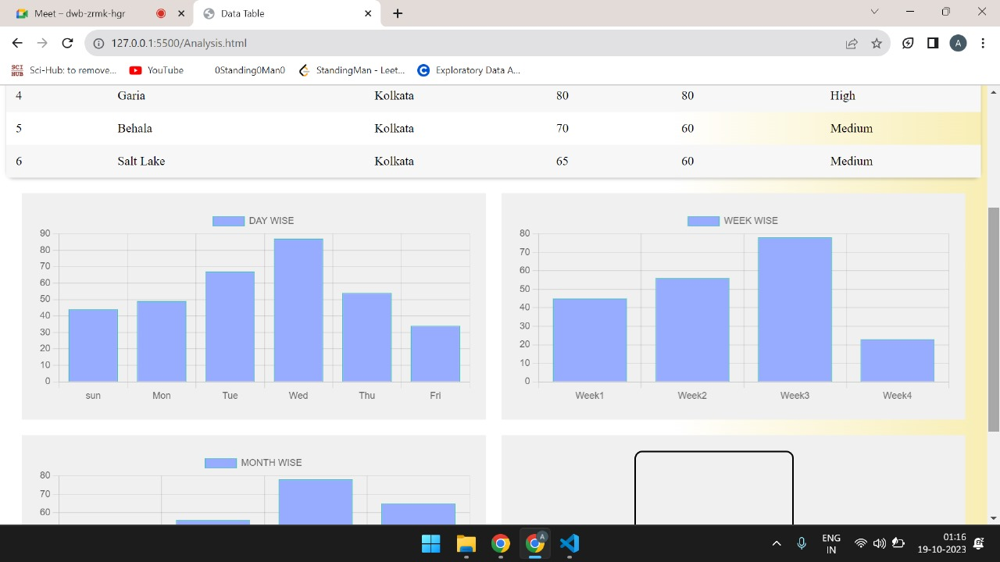 Meet – dwb-zrmk-hgr
Data Table
127.0.0.1:5500/Analysis.html
A
SCI HUB Sci-Hub: to remove...
YouTube
0Standing0Man0
StandingMan - Leet...
C Exploratory Data A...
4 Garia Kolkata 80 80 High
5 Behala Kolkata 70 60 Medium
6 Salt Lake Kolkata 65 60 Medium
DAY WISE
90
80
70
60
50
40
30
20
10
0
sun Mon Tue Wed Thu Fri
WEEK WISE
80
70
60
50
40
30
20
10
0
Week1 Week2 Week3 Week4
MONTH WISE
80
70
60
A
ENG
IN
01:16
19-10-2023